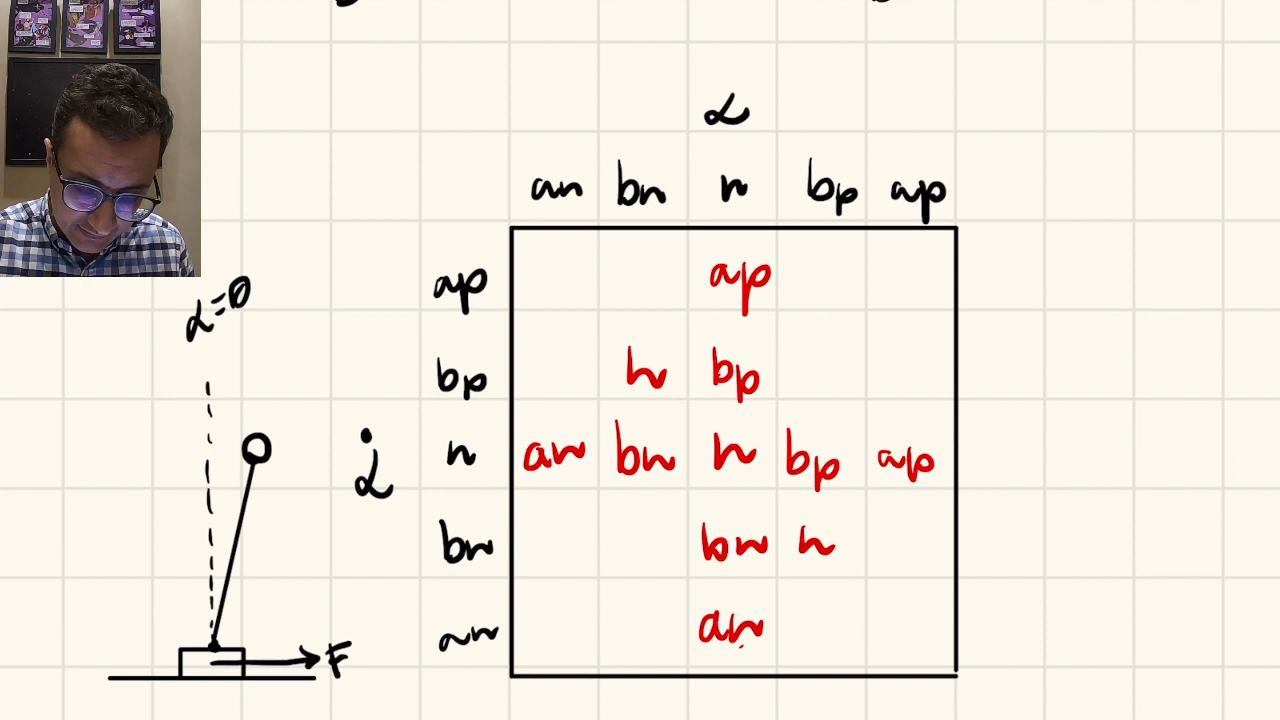 α
an bn n bp ap
α=0
ap ap
bp n bp
α̇ n an bn n bp ap
bn bn n
an an
F